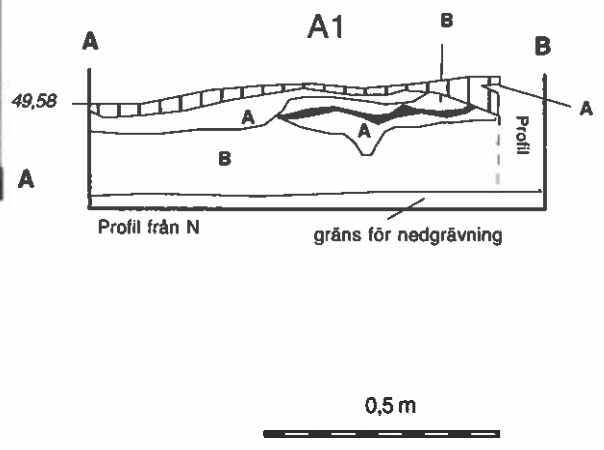 A1
A
B
B
49,58
A
A
A
B
Profil
A
Profil från N
gräns för nedgrävning
0,5 m